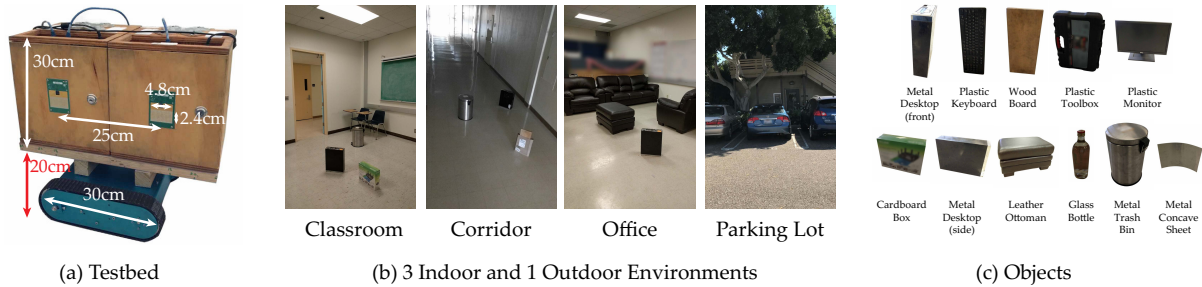 30cm
4.8cm
2.4cm
25cm
20cm
30cm
(a) Testbed
Classroom
Corridor
Office
Parking Lot
(b) 3 Indoor and 1 Outdoor Environments
Metal
Desktop
(front)
Plastic
Keyboard
Wood
Board
Plastic
Toolbox
Plastic
Monitor
Cardboard
Box
Metal
Desktop
(side)
Leather
Ottoman
Glass
Bottle
Metal
Trash
Bin
Metal
Concave
Sheet
(c) Objects